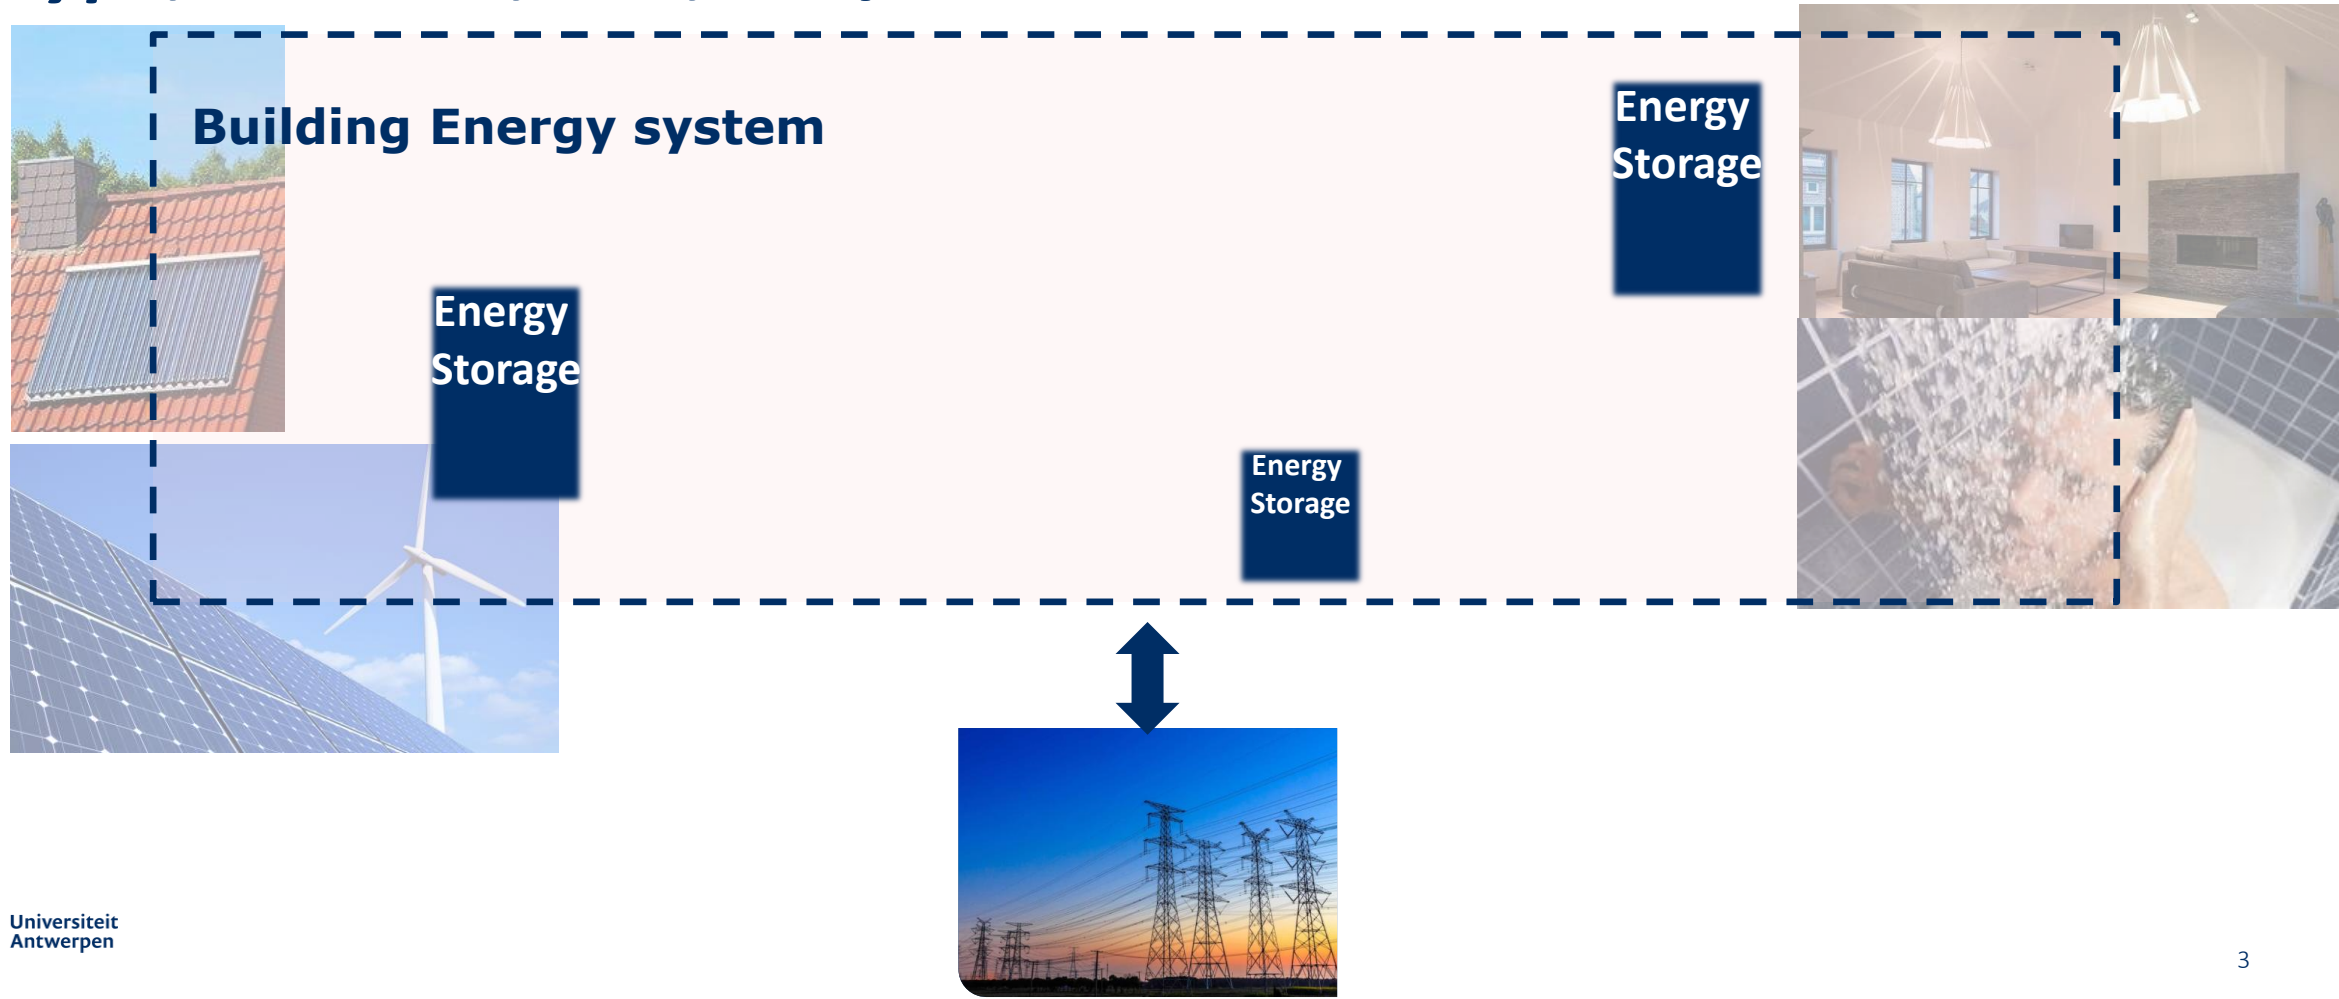 Building Energy system
Energy
Storage
Energy
Storage
Energy
Storage
Universiteit
Antwerpen
3